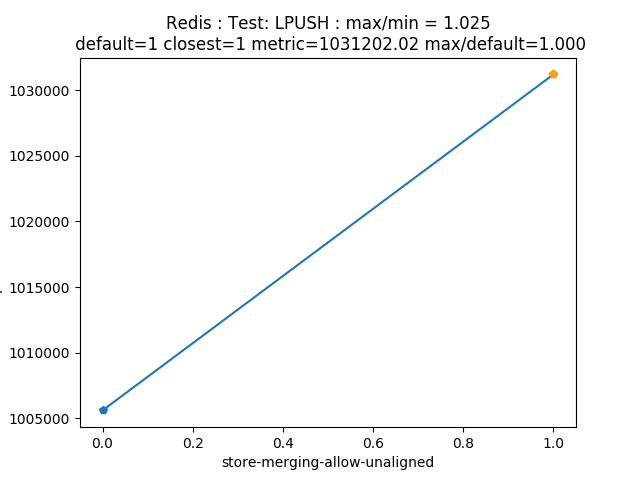 Redis : Test: LPUSH : max/min = 1.025
default=1 closest=1 metric=1031202.02 max/default=1.000
1030000
1025000
1020000
1015000
1010000
1005000
0.0 0.2 0.4 0.6 0.8 1.0
store-merging-allow-unaligned